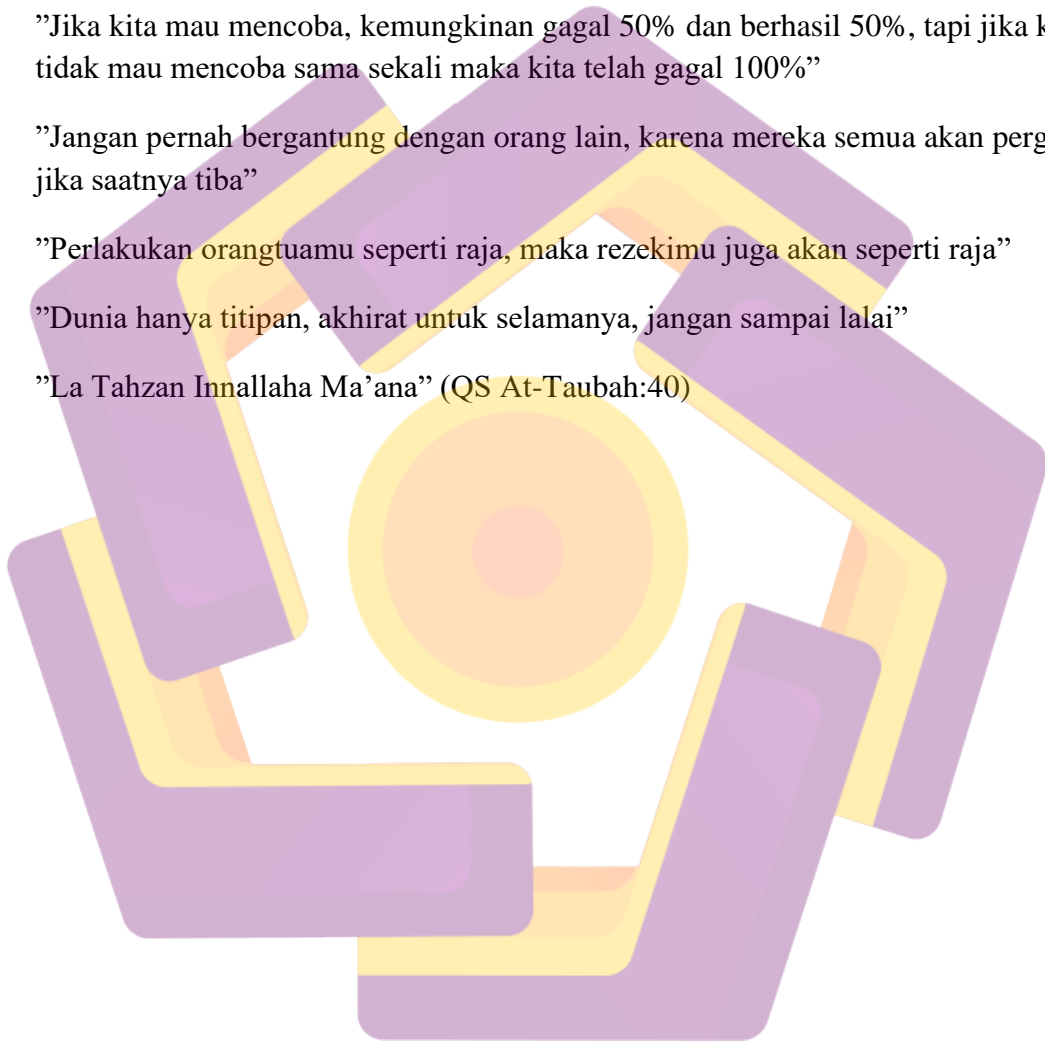 ”Jika kita mau mencoba, kemungkinan gagal 50% dan berhasil 50%, tapi jika
tidak mau mencoba sama sekali maka kita telah gagal 100%”
”Jangan pernah bergantung dengan orang lain, karena mereka semua akan
jika saatnya tiba”
”Perlakukan orangtuamu seperti raja, maka rezekimu juga akan seperti raja”
”Dunia hanya titipan, akhirat untuk selamanya, jangan sampai lalai”
”La Tahzan Innallaha Ma’ana” (QS At-Taubah:40)